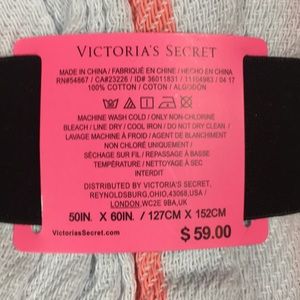 VICTORIA'S SECRET
MADE IN CHINA / FABRIQUÉ EN CHINE / HECHO EN CHINA
RN#54867 / CA#23226 / ID# 36011831 / 11104983 / 04 17
100% COTTON / COTON / ALGODÓN
MACHINE WASH COLD / ONLY NON-CHLORINE
BLEACH / LINE DRY / COOL IRON / DO NOT DRY CLEAN /
LAVAGE MACHINE À FROID / AGENT DE BLANCHIMENT
NON CHLORÉ UNIQUEMENT /
SÉCHAGE SUR FIL / REPASSAGE À BASSE
TEMPÉRATURE / NETTOYAGE À SEC
INTERDIT
DISTRIBUTED BY VICTORIA'S SECRET,
REYNOLDSBURG, OHIO, 43068, USA /
LONDON, W1B 2BA, UK
50IN. X 60IN. / 127CM X 152CM
VictoriasSecret.com
$ 59.00